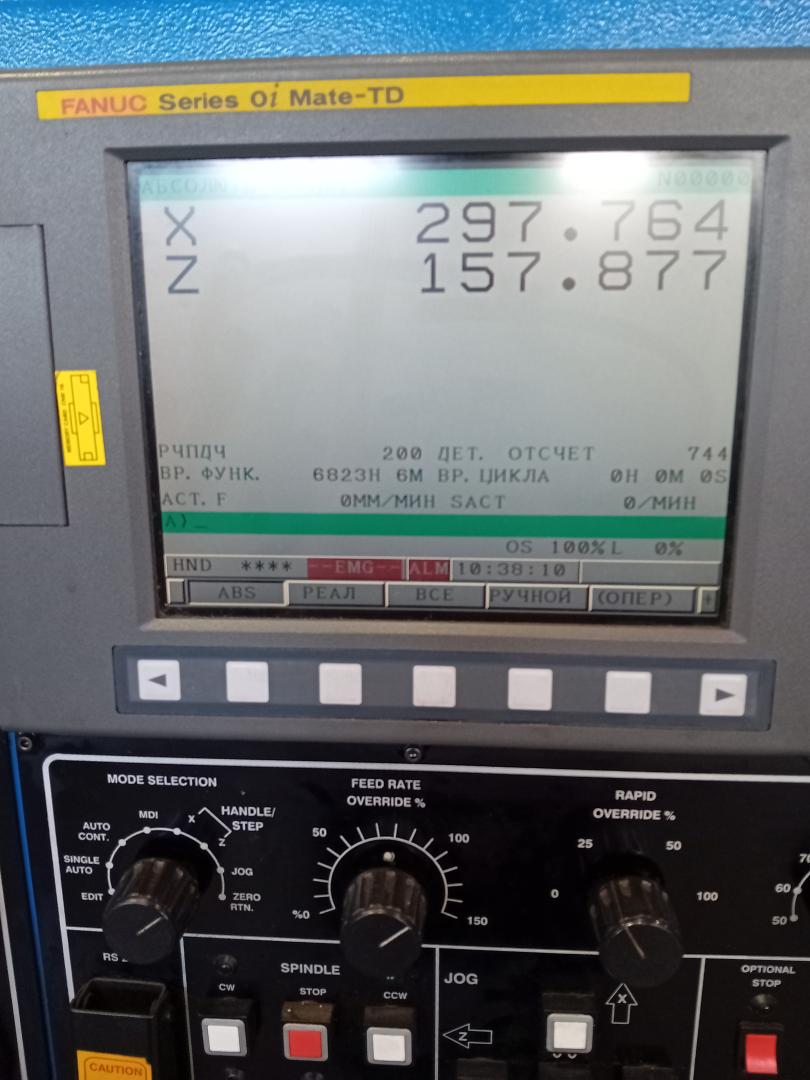 FANUC Series 0i Mate-TD
N00000
X 297.764
Z 157.877
РЧПДЧ 200 ДЕТ. ОТСЧЕТ 744
ВР. ФУНК. 6823H 6M ВР. ЦИКЛА 0H 0M 0S
ACT. F 0ММ/МИН SACT 0/МИН
A)_
OS 100% L 0%
HND **** --EMG-- ALM 10:38:10
ABS РЕАЛ ВСЕ РУЧНОЙ (ОПЕР) +
MODE SELECTION
EDIT
SINGLE AUTO
AUTO CONT.
MDI
X
HANDLE/
STEP
Z
JOG
ZERO
RTN.
FEED RATE
OVERRIDE %
50 100
%0 150
RAPID
OVERRIDE %
25 50
0 100
60
50
SPINDLE
CW STOP CCW
JOG
Z
X
OPTIONAL
STOP
CAUTION